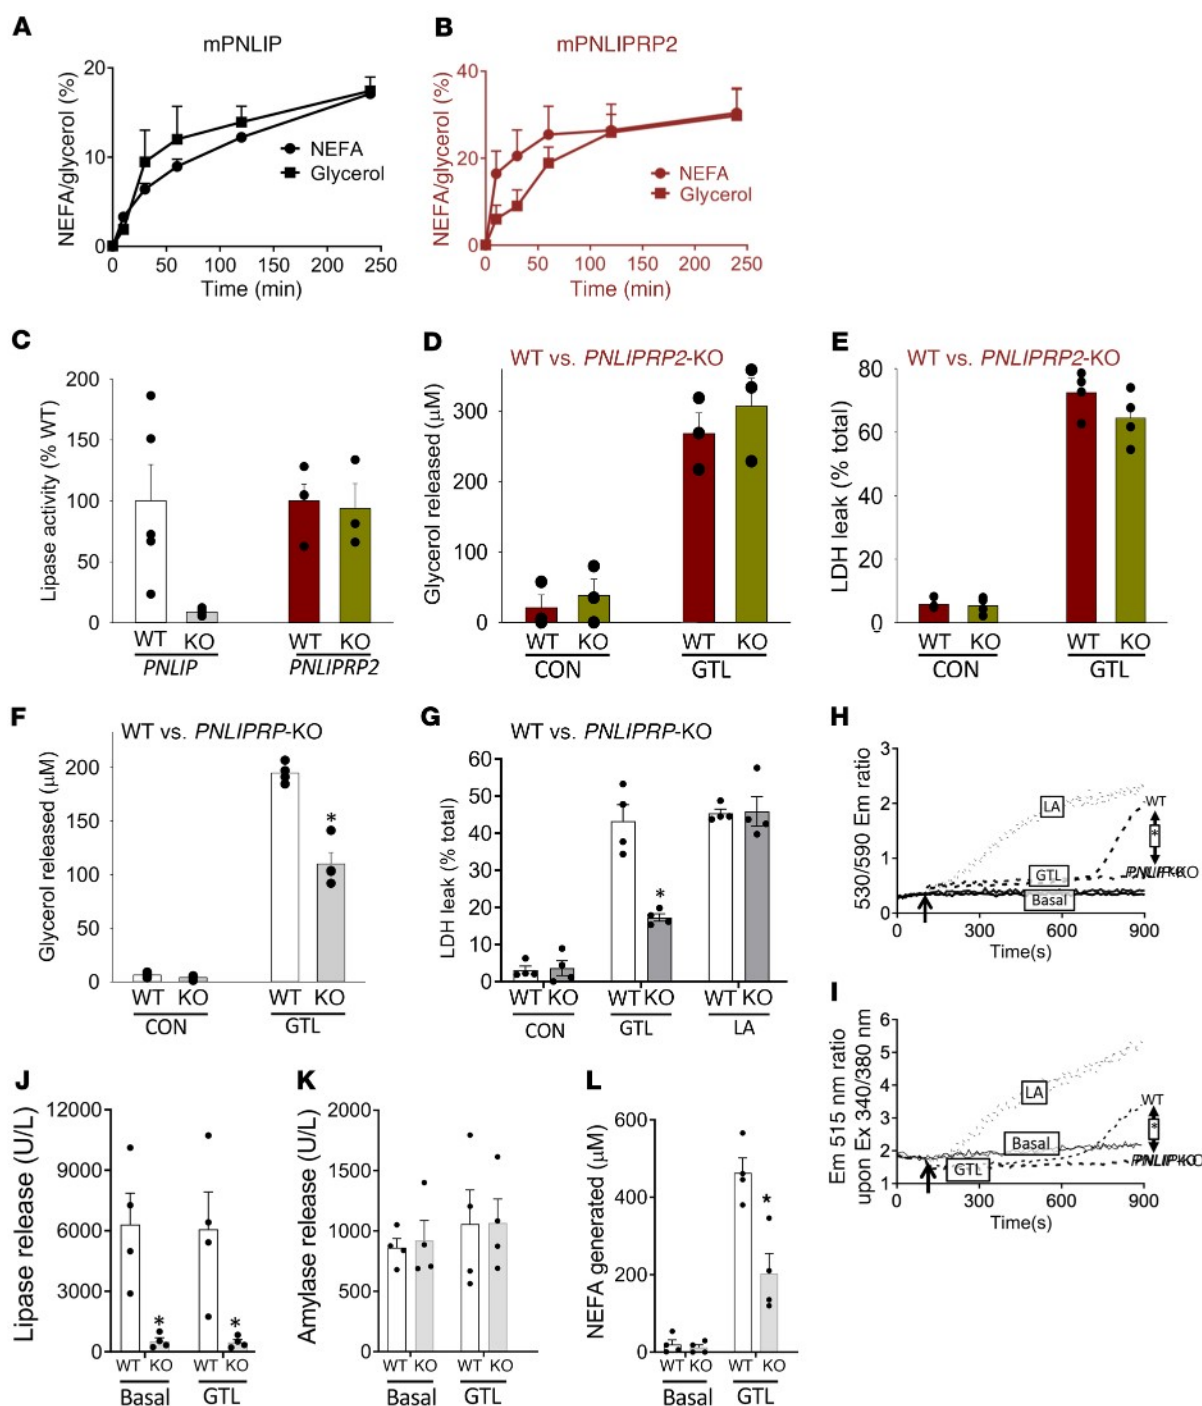 A
mPNLIP
NEFA/glycerol (%)
20
10
0
NEFA
Glycerol
0 50 100 150 200 250
Time (min)
B
mPNLIPRP2
NEFA/glycerol (%)
40
20
0
NEFA
Glycerol
0 50 100 150 200 250
Time (min)
C
Lipase activity (% WT)
200
150
100
50
0
WT KO WT KO
PNLIP PNLIPRP2
D
WT vs. PNLIPRP2-KO
Glycerol released (μM)
300
200
100
0
WT KO WT KO
CON GTL
E
WT vs. PNLIPRP2-KO
LDH leak (% total)
80
60
40
20
0
WT KO WT KO
CON GTL
F
WT vs. PNLIPRP-KO
Glycerol released (μM)
200
150
100
50
0
*
WT KO WT KO
CON GTL
G
WT vs. PNLIPRP-KO
LDH leak (% total)
60
50
40
30
20
10
0
*
WT KO WT KO WT KO
CON GTL LA
H
530/590 Em ratio
3
2
1
0
LA
WT
*
GTL
PNLIP-KO
Basal
0 300 600 900
Time(s)
I
Em 515 nm ratio
upon Ex 340/380 nm
6
5
4
3
2
1
LA
WT
*
Basal
PNLIP-KO
GTL
0 300 600 900
Time(s)
J
Lipase release (U/L)
12000
9000
6000
3000
0
* *
WT KO WT KO
Basal GTL
K
Amylase release (U/L)
2000
1500
1000
500
0
WT KO WT KO
Basal GTL
L
NEFA generated (μM)
600
400
200
0
*
WT KO WT KO
Basal GTL